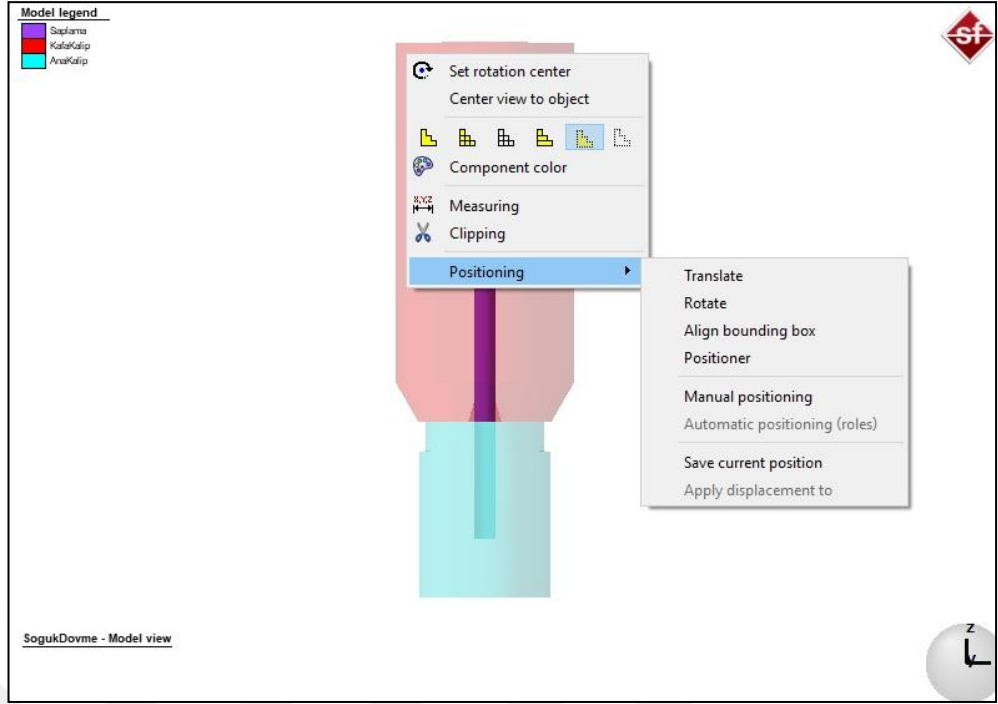 Model legend
Saplama
KafaKalip
AnaKalip
sf
Set rotation center
Center view to object
Component color
X,Y,Z
Measuring
Clipping
Positioning
Translate
Rotate
Align bounding box
Positioner
Manual positioning
Automatic positioning (roles)
Save current position
Apply displacement to
SogukDovme - Model view
z
y